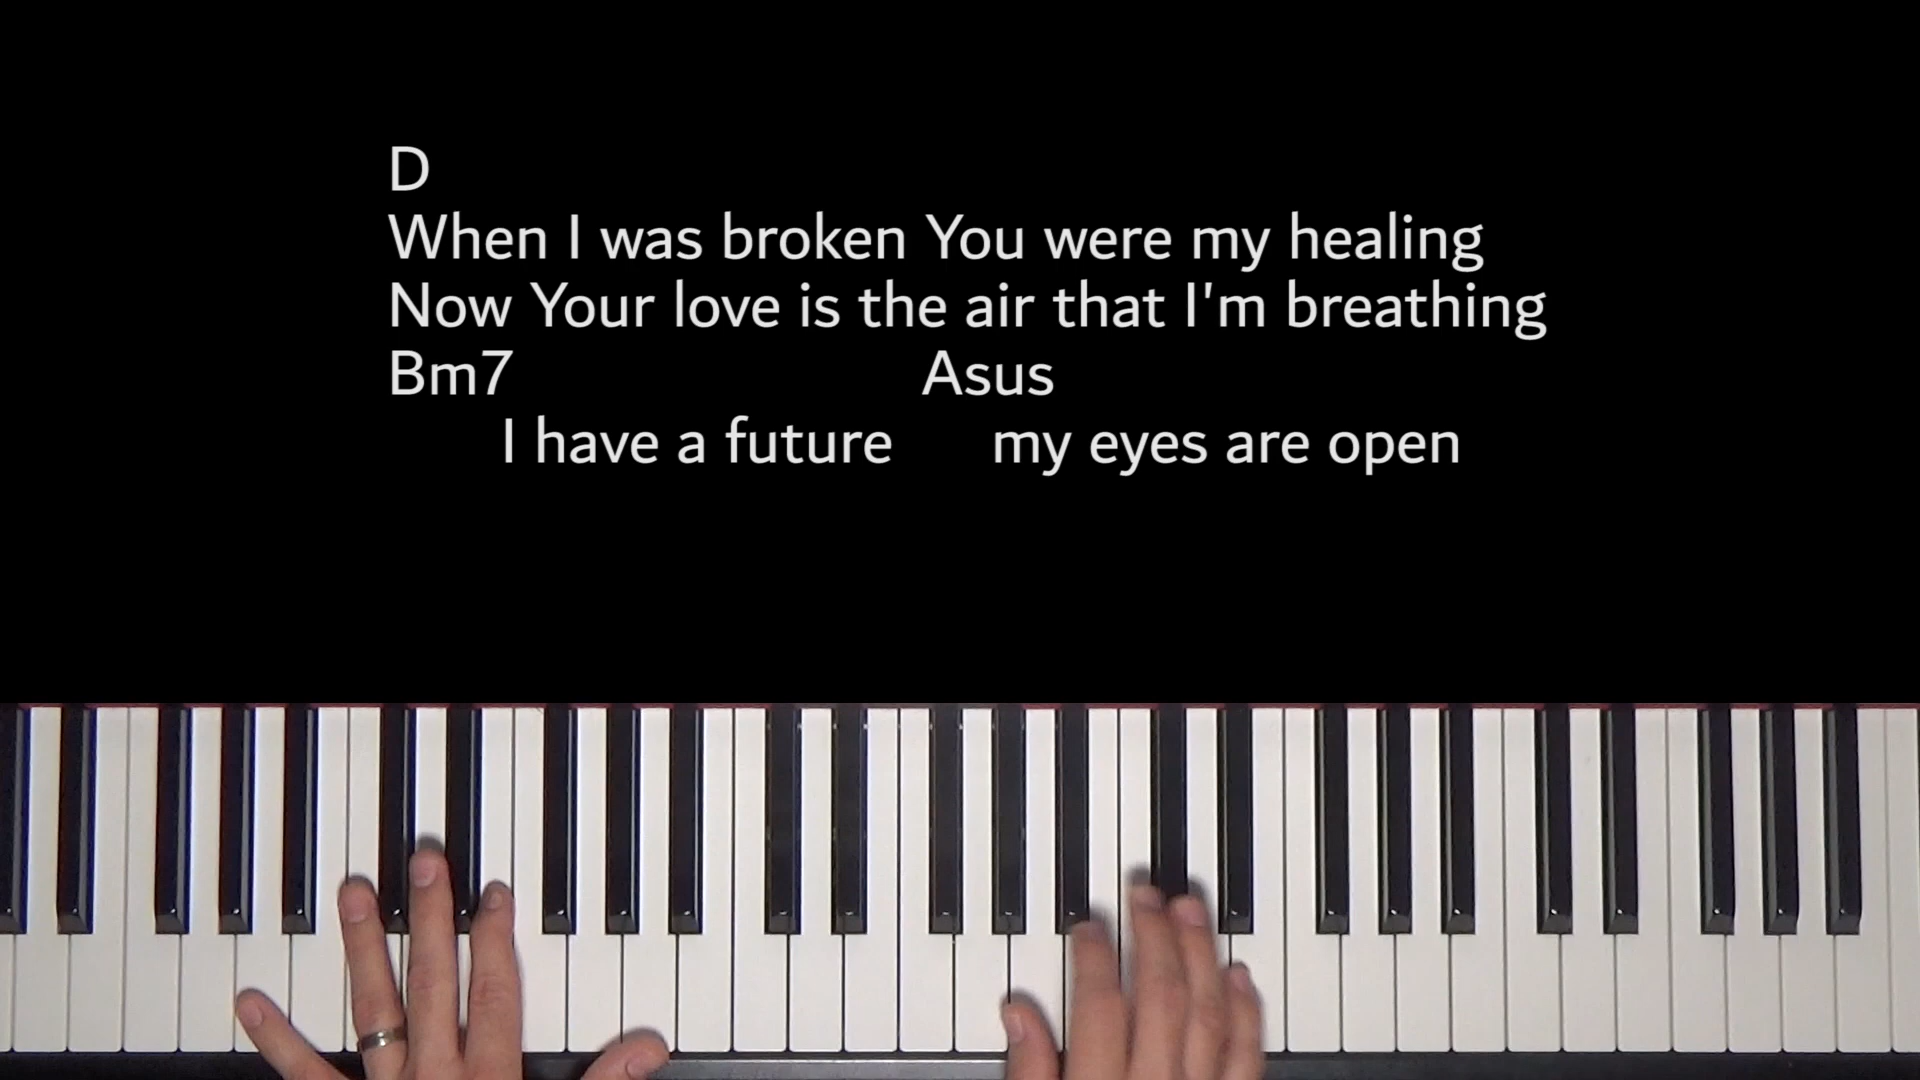 D
When I was broken You were my healing
Now Your love is the air that I'm breathing
Bm7 Asus
I have a future my eyes are open